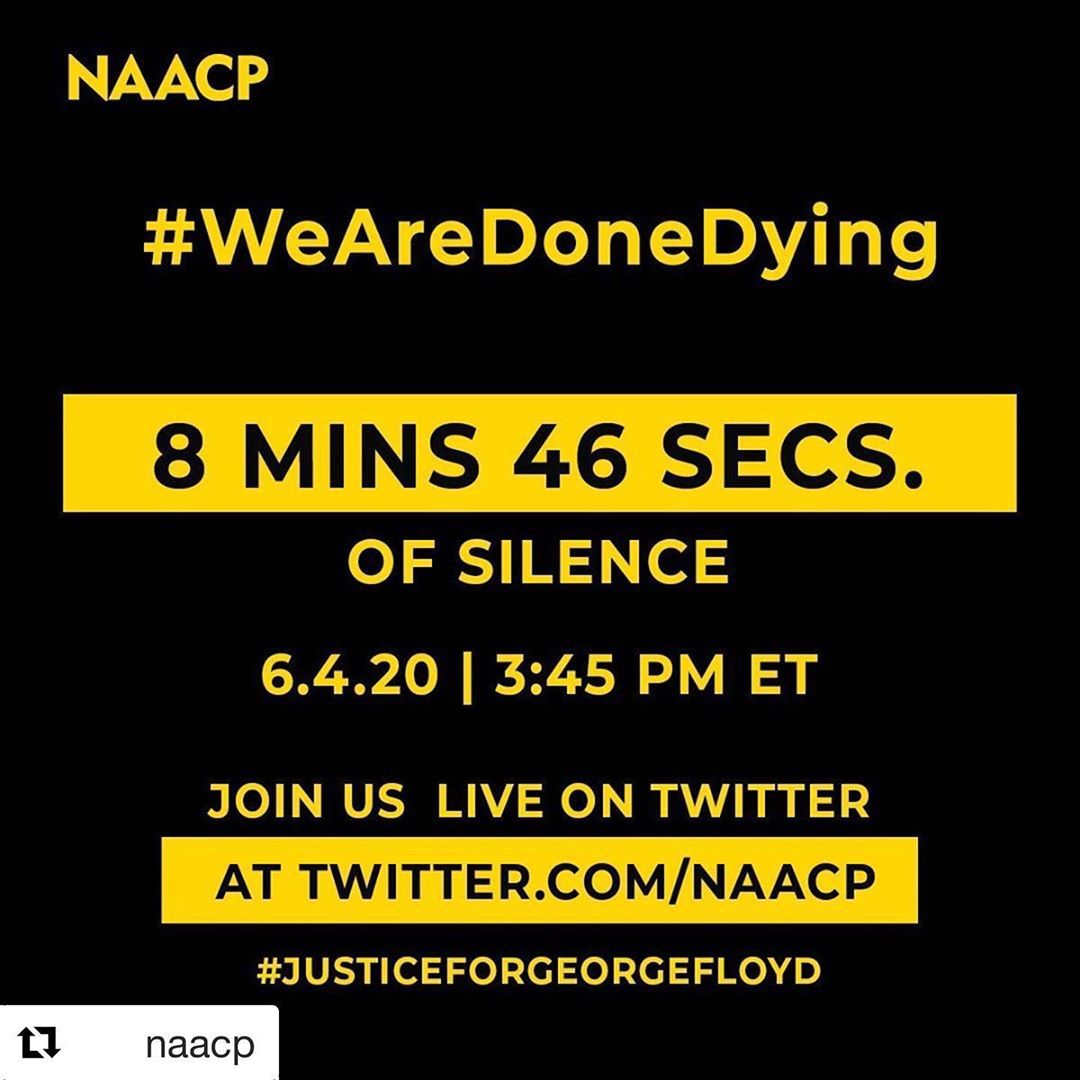 NAACP
#WeAreDoneDying
8 MINS 46 SECS.
OF SILENCE
6.4.20 | 3:45 PM ET
JOIN US LIVE ON TWITTER
AT TWITTER.COM/NAACP
#JUSTICEFORGEORGEFLOYD
naacp